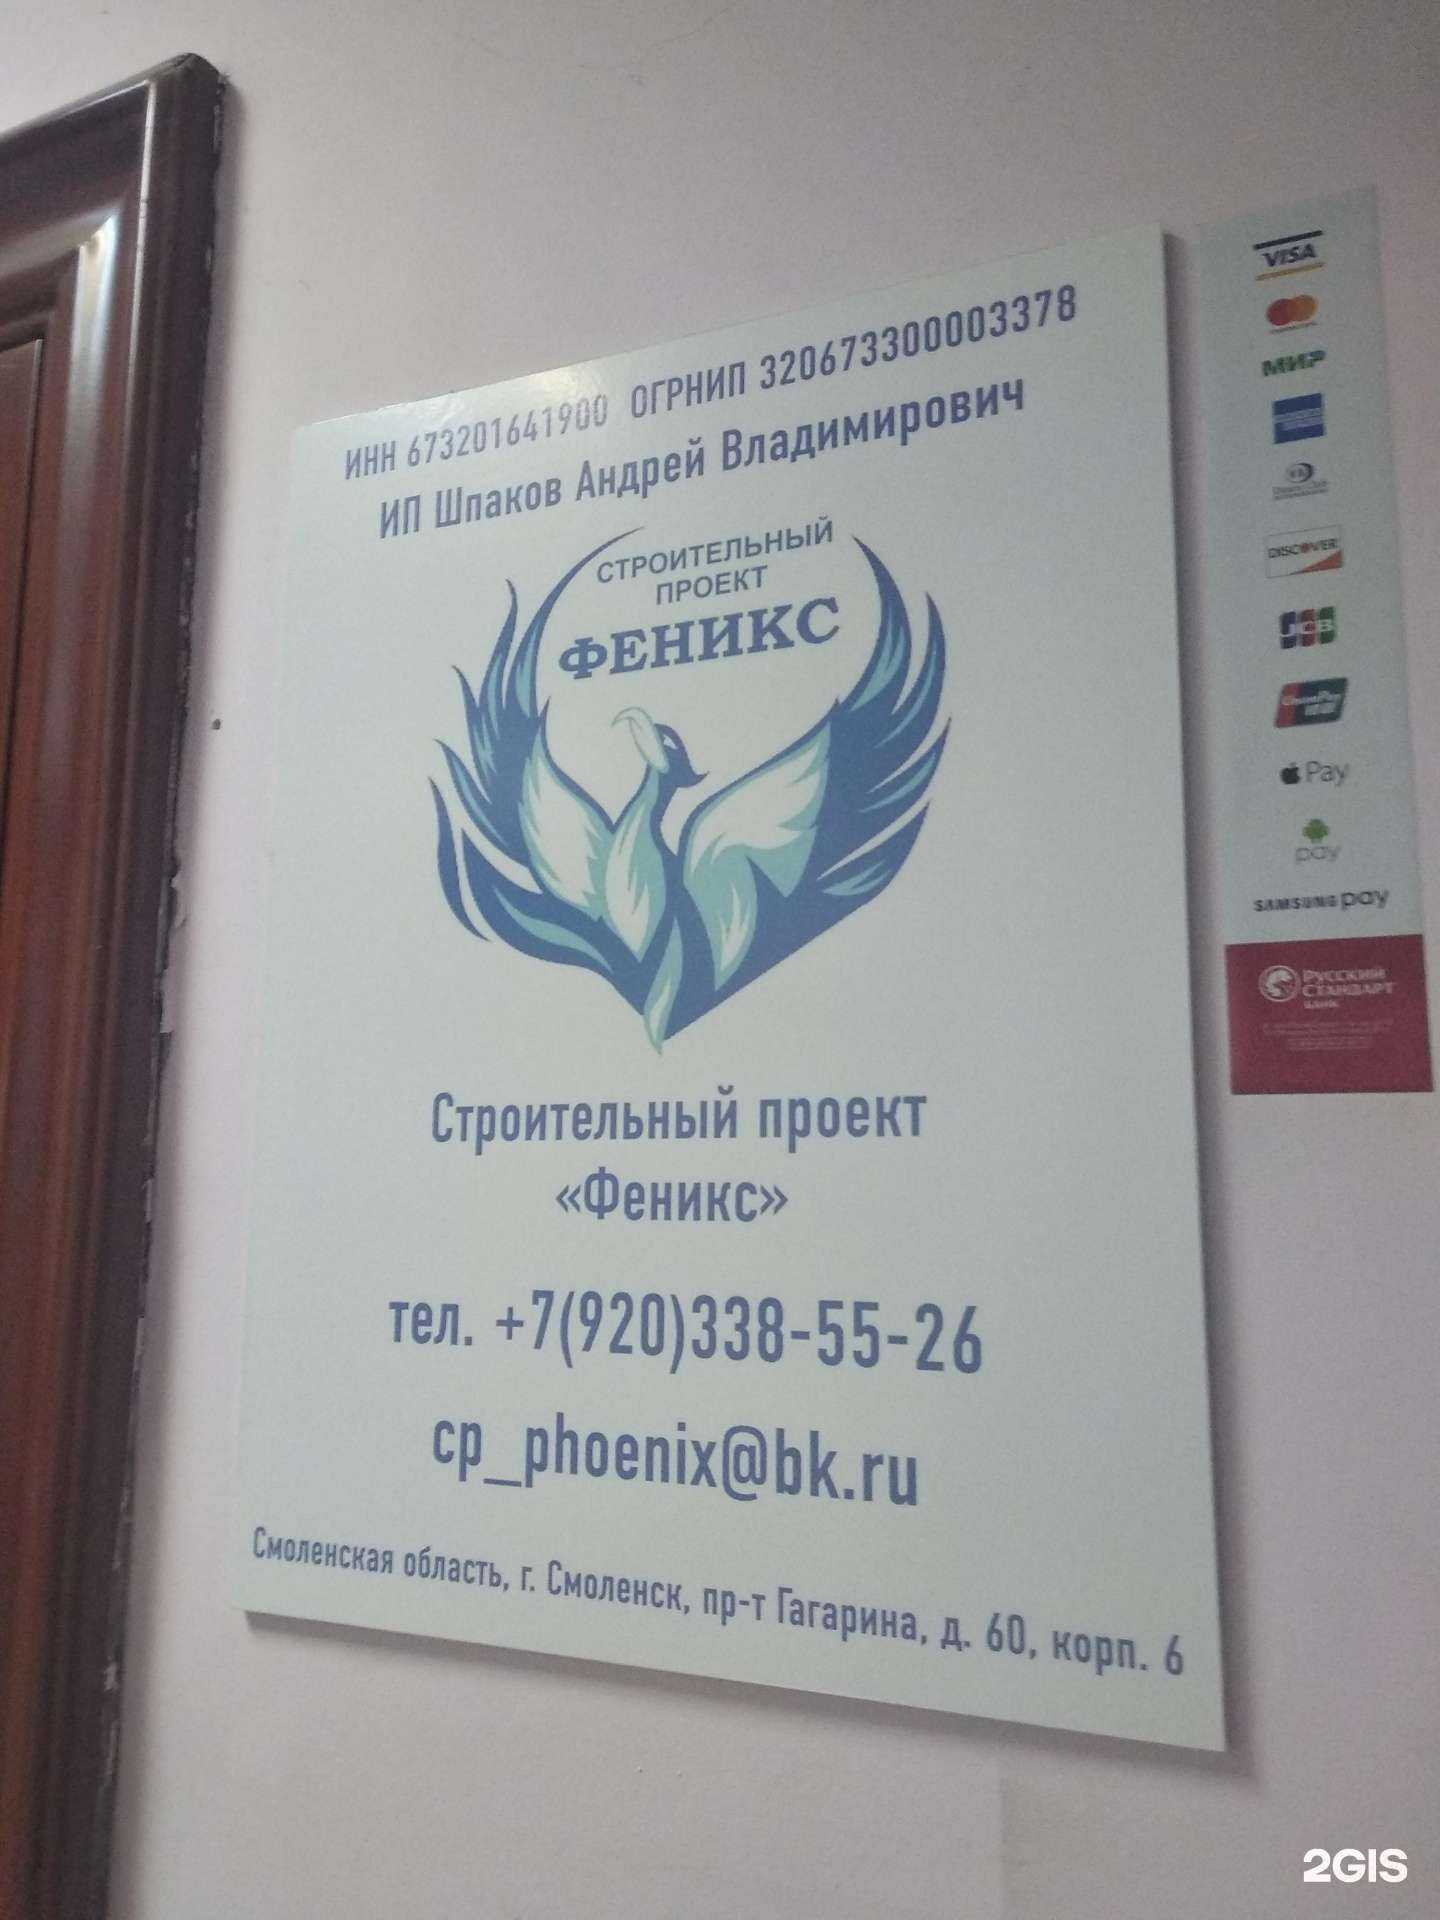 ИНН 673201641900 ОГРНИП 320673300003378
ИП Шпаков Андрей Владимирович
СТРОИТЕЛЬНЫЙ
ПРОЕКТ
ФЕНИКС
Строительный проект
«Феникс»
тел. +7(920)338-55-26
cp_phoenix@bk.ru
Смоленская область, г. Смоленск, пр-т Гагарина, д. 60, корп. 6
VISA
МИР
DISCOVER
JCB
Pay
pay
SAMSUNG pay
РУССКИЙ
СТАНДАРТ
БАНК
2GIS